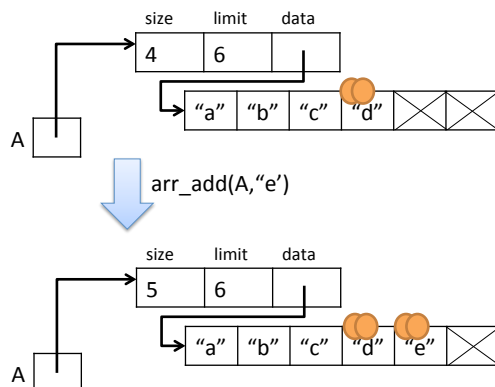 size limit data
4 6
“a” “b” “c” “d”
A
arr_add(A,“e’)
size limit data
5 6
“a” “b” “c” “d” “e”
A